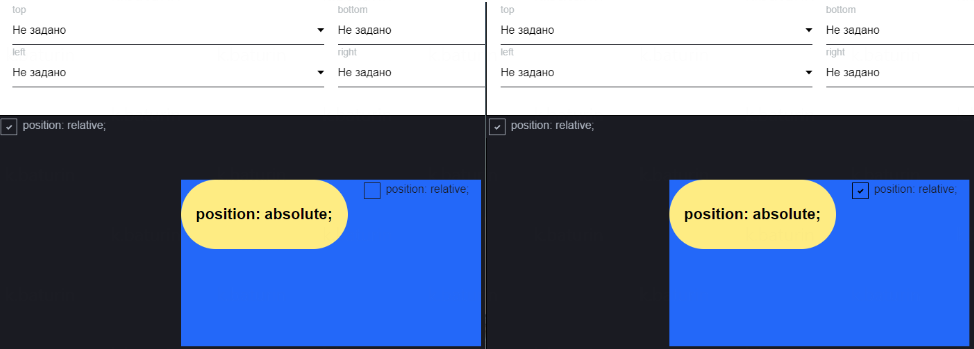 top
bottom
Не задано
Не задано
left
right
Не задано
Не задано
position: relative;
position: relative;
position: absolute;
top
bottom
Не задано
Не задано
left
right
Не задано
Не задано
position: relative;
position: relative;
position: absolute;